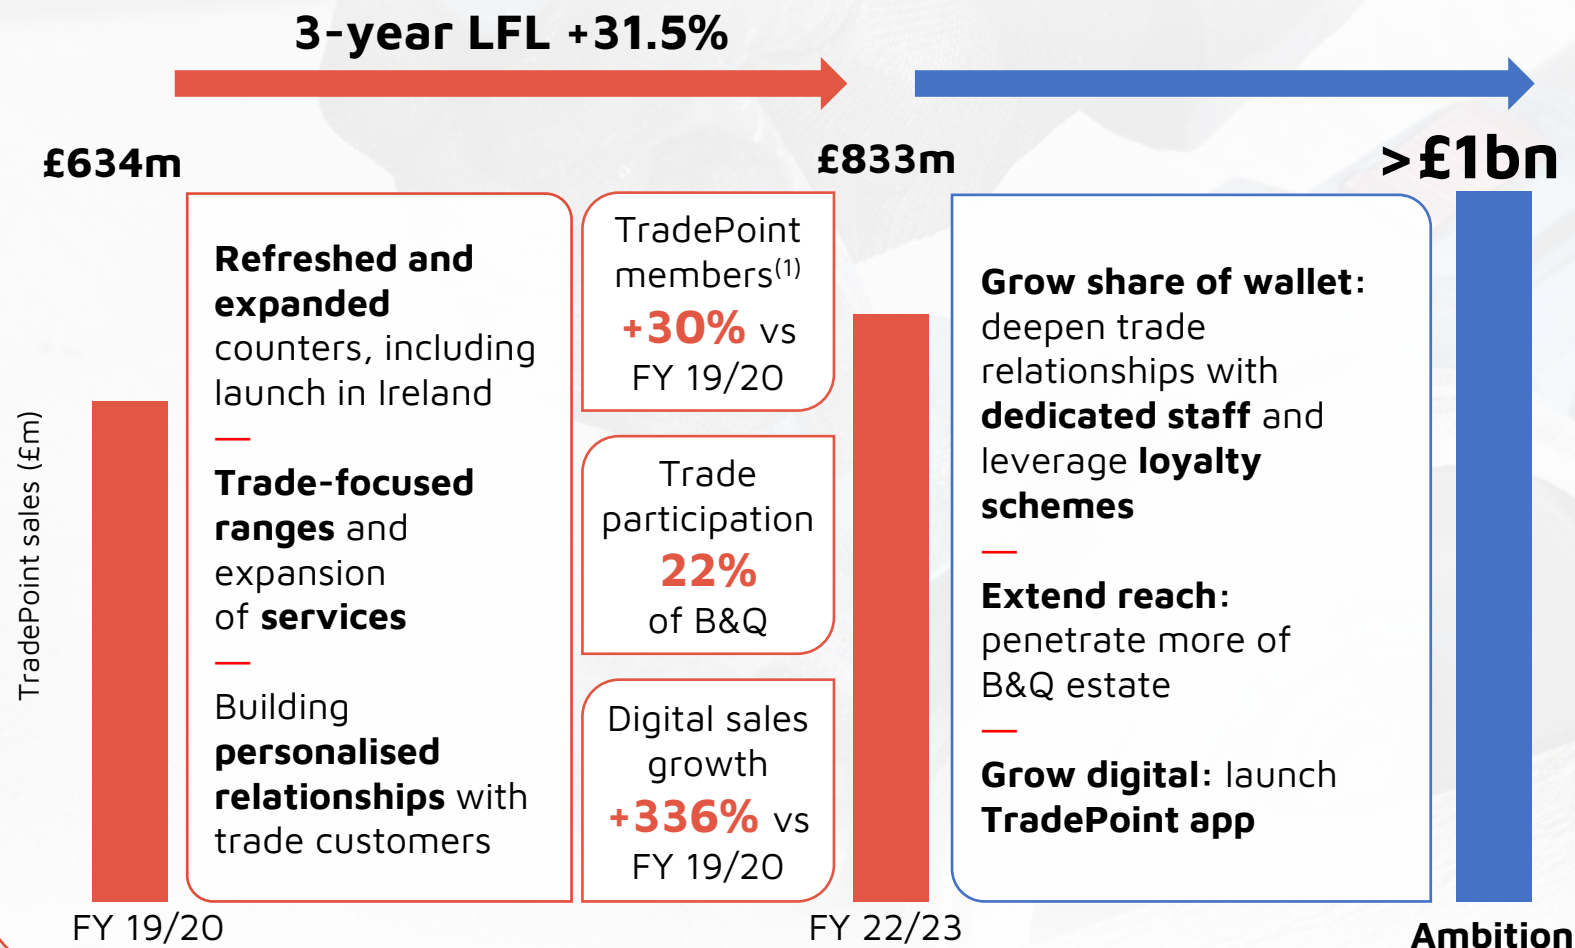 3-year LFL +31.5%
£634m
£833m
>£1bn
TradePoint sales (£m)
Refreshed and
expanded
counters, including
launch in Ireland
—
Trade-focused
ranges and
expansion
of services
—
Building
personalised
relationships with
trade customers
TradePoint
members(1)
+30% vs
FY 19/20
Trade
participation
22%
of B&Q
Digital sales
growth
+336% vs
FY 19/20
Grow share of wallet:
deepen trade
relationships with
dedicated staff and
leverage loyalty
schemes
—
Extend reach:
penetrate more of
B&Q estate
—
Grow digital: launch
TradePoint app
FY 19/20
FY 22/23
Ambition